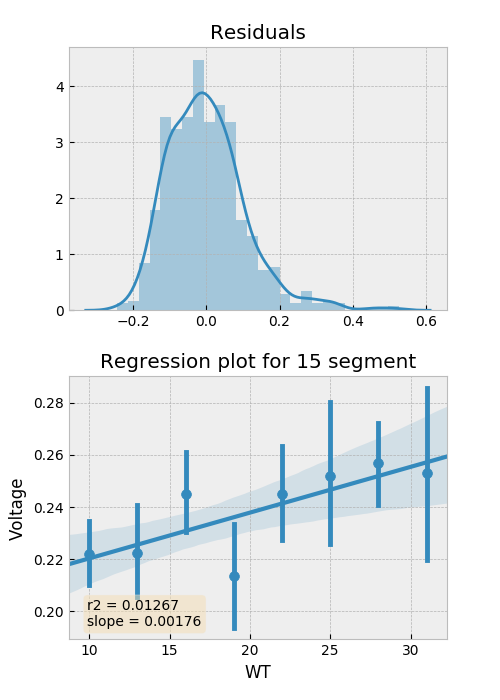 Residuals
4
3
2
1
0
−0.2 0.0 0.2 0.4 0.6
Regression plot for 15 segment
0.28
0.26
0.24
0.22
0.20
Voltage
r2 = 0.01267
slope = 0.00176
10 15 20 25 30
WT